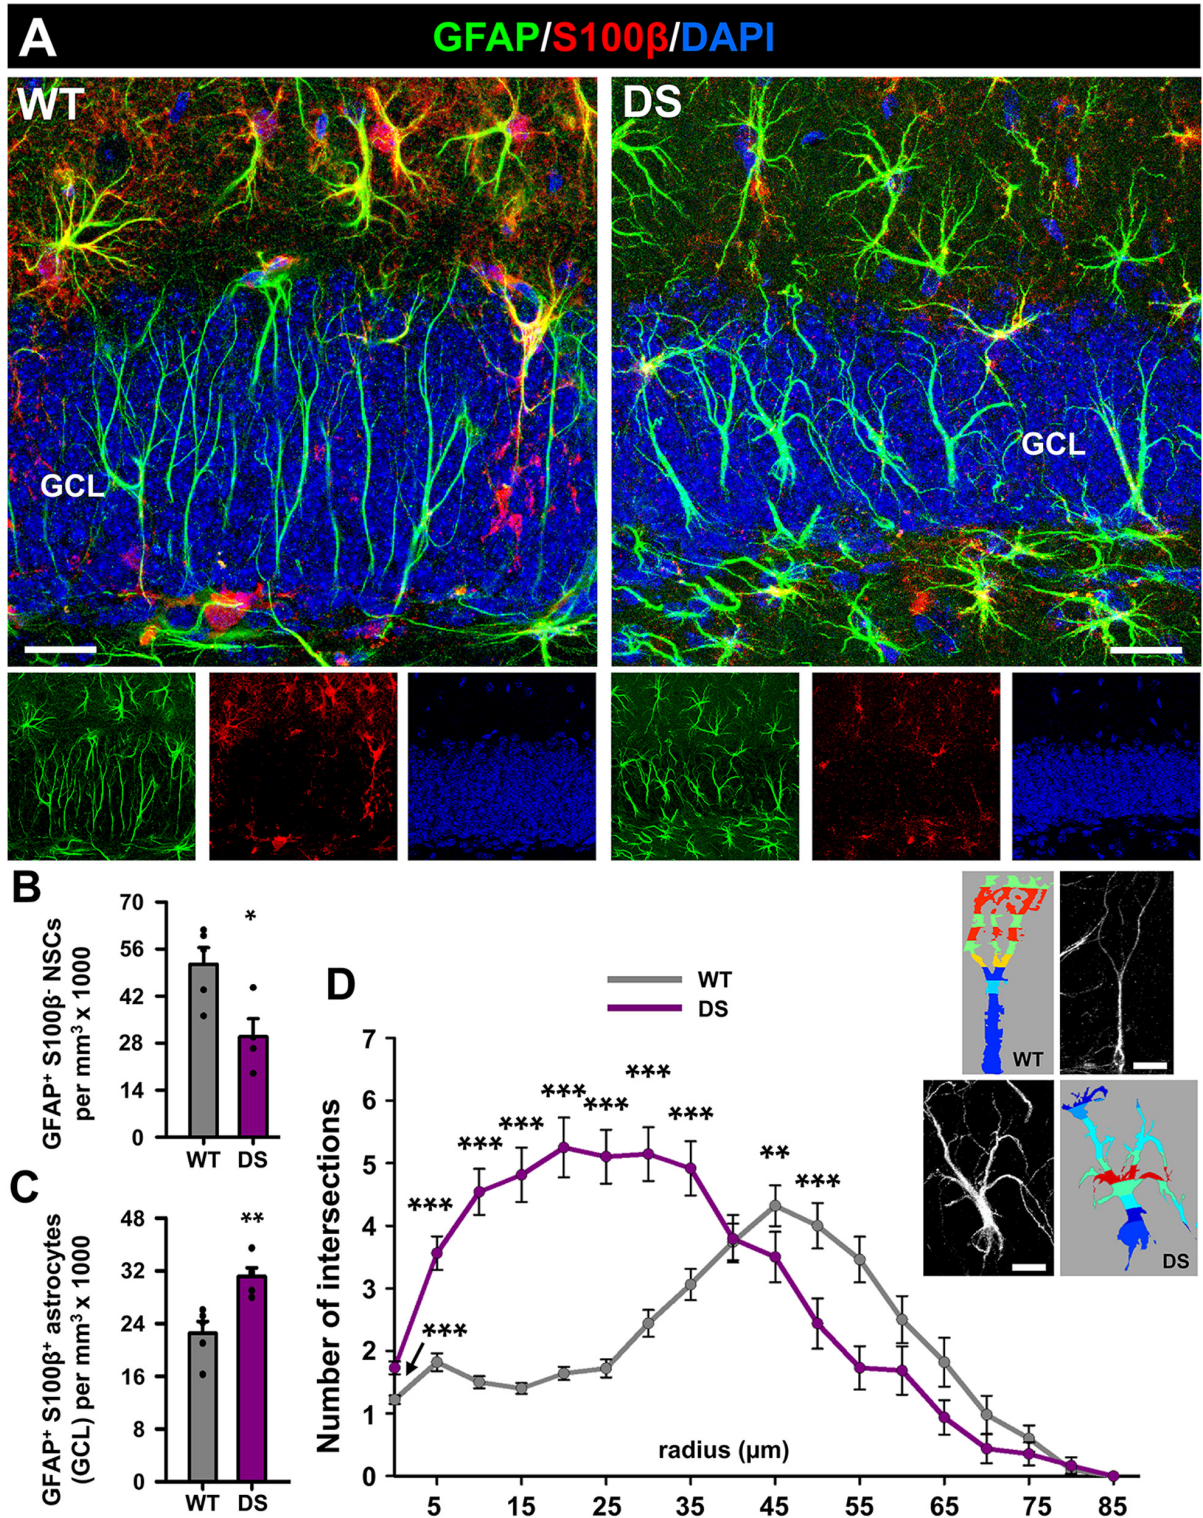 A
GFAP/S100β/DAPI
WT
DS
GCL
GCL
B
GFAP⁺ S100β⁻ NSCs
per mm³ x 1000
70
56
42
28
14
0
*
WT DS
C
GFAP⁺ S100β⁺ astrocytes
(GCL) per mm³ x 1000
48
40
32
24
16
8
0
**
WT DS
D
WT
DS
Number of intersections
7
6
5
4
3
2
1
0
***
***
***
***
***
***
***
***
**
***
radius (µm)
5 15 25 35 45 55 65 75 85
WT
DS